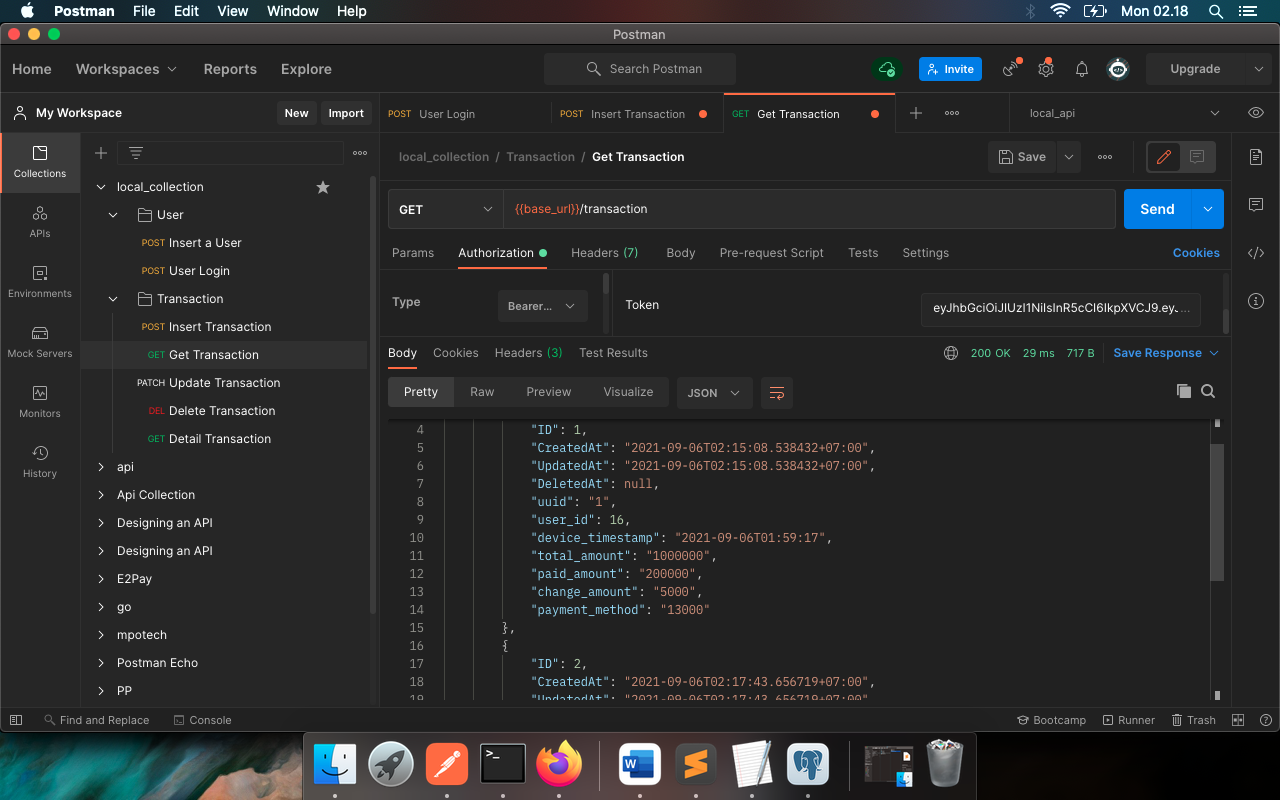 Postman File Edit View Window Help Mon 02.18
Postman
Home Workspaces Reports Explore Search Postman Invite Upgrade
My Workspace New Import
POST User Login POST Insert Transaction GET Get Transaction local_api
Collections
APIs
Environments
Mock Servers
Monitors
History
local_collection
User
POST Insert a User
POST User Login
Transaction
POST Insert Transaction
GET Get Transaction
PATCH Update Transaction
DEL Delete Transaction
GET Detail Transaction
api
Api Collection
Designing an API
Designing an API
E2Pay
go
mpotech
Postman Echo
PP
local_collection / Transaction / Get Transaction Save
GET {{base_url}}/transaction Send
Params Authorization Headers (7) Body Pre-request Script Tests Settings Cookies
Type Bearer... Token
Body Cookies Headers (3) Test Results 200 OK 29 ms 717 B Save Response
Pretty Raw Preview Visualize JSON
4 "ID": 1,
5 "CreatedAt": "2021-09-06T02:15:08.538432+07:00",
6 "UpdatedAt": "2021-09-06T02:15:08.538432+07:00",
7 "DeletedAt": null,
8 "uuid": "1",
9 "user_id": 16,
10 "device_timestamp": "2021-09-06T01:59:17",
11 "total_amount": "1000000",
12 "paid_amount": "200000",
13 "change_amount": "5000",
14 "payment_method": "13000"
15 },
16 {
17 "ID": 2,
18 "CreatedAt": "2021-09-06T02:17:43.656719+07:00",
19 "UpdatedAt": "2021-09-06T02:17:43.656719+07:00"
Find and Replace Console Bootcamp Runner Trash